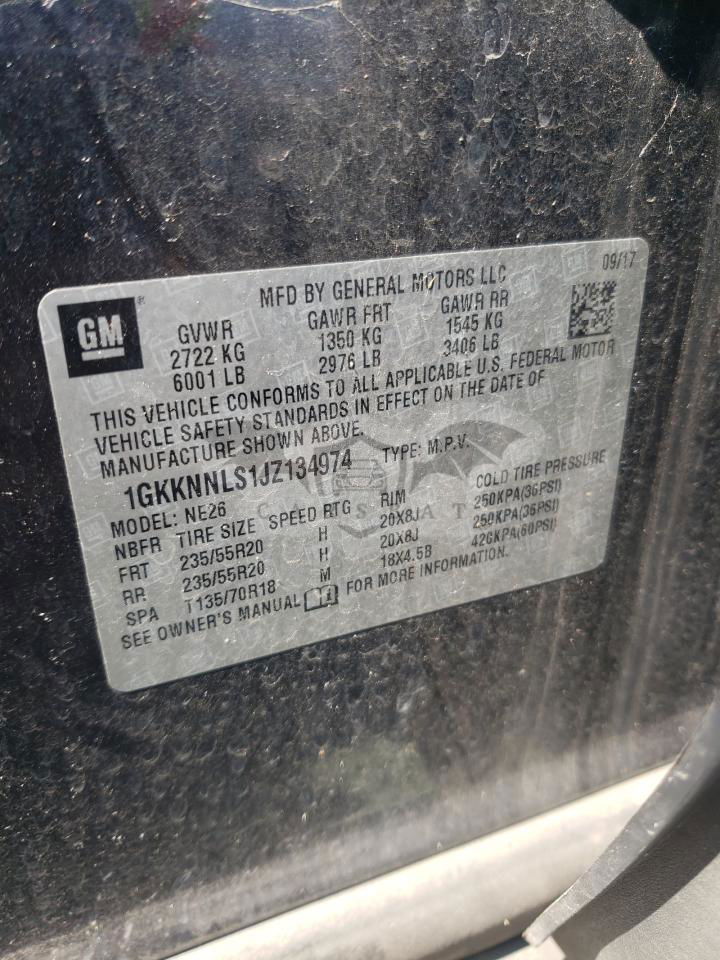 09/17
MFD BY GENERAL MOTORS LLC
GM ®
GVWR GAWR FRT GAWR RR
2722 KG 1350 KG 1545 KG
6001 LB 2976 LB 3406 LB
THIS VEHICLE CONFORMS TO ALL APPLICABLE U.S. FEDERAL MOTOR
VEHICLE SAFETY STANDARDS IN EFFECT ON THE DATE OF
MANUFACTURE SHOWN ABOVE.
1GKKNNLS1JZ134974 TYPE: M.P.V.
MODEL: NE26
NBFR TIRE SIZE SPEED RTG RIM COLD TIRE PRESSURE
FRT 235/55R20 H 20X8J 250KPA(36PSI)
RR 235/55R20 H 20X8J 250KPA(36PSI)
SPA T135/70R18 M 18X4.5B 420KPA(60PSI)
SEE OWNER'S MANUAL FOR MORE INFORMATION.